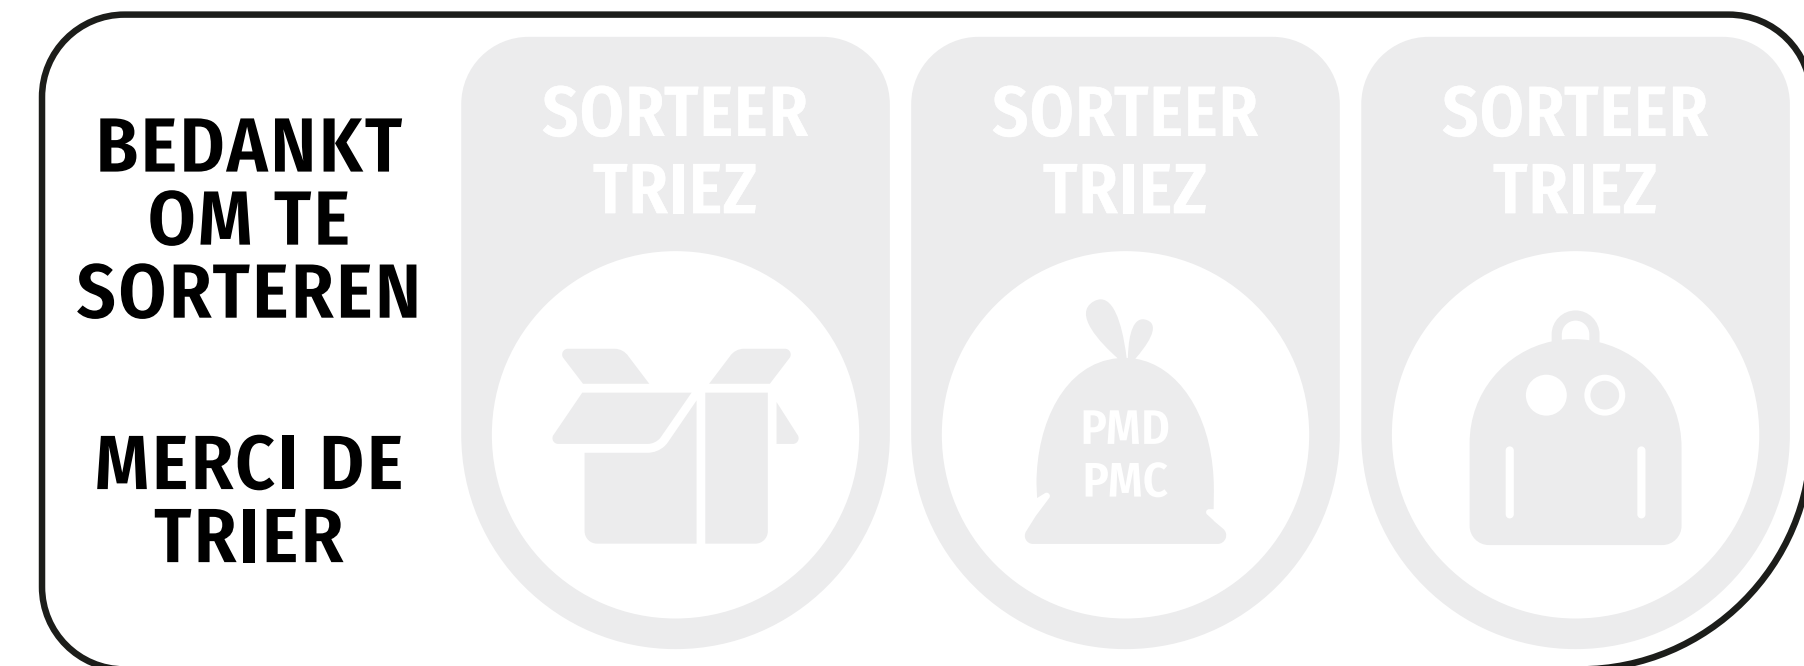 BEDANKT
OM TE
SORTEREN
MERCI DE
TRIER
SORTEER
TRIEZ
SORTEER
TRIEZ
PMD
PMC
SORTEER
TRIEZ